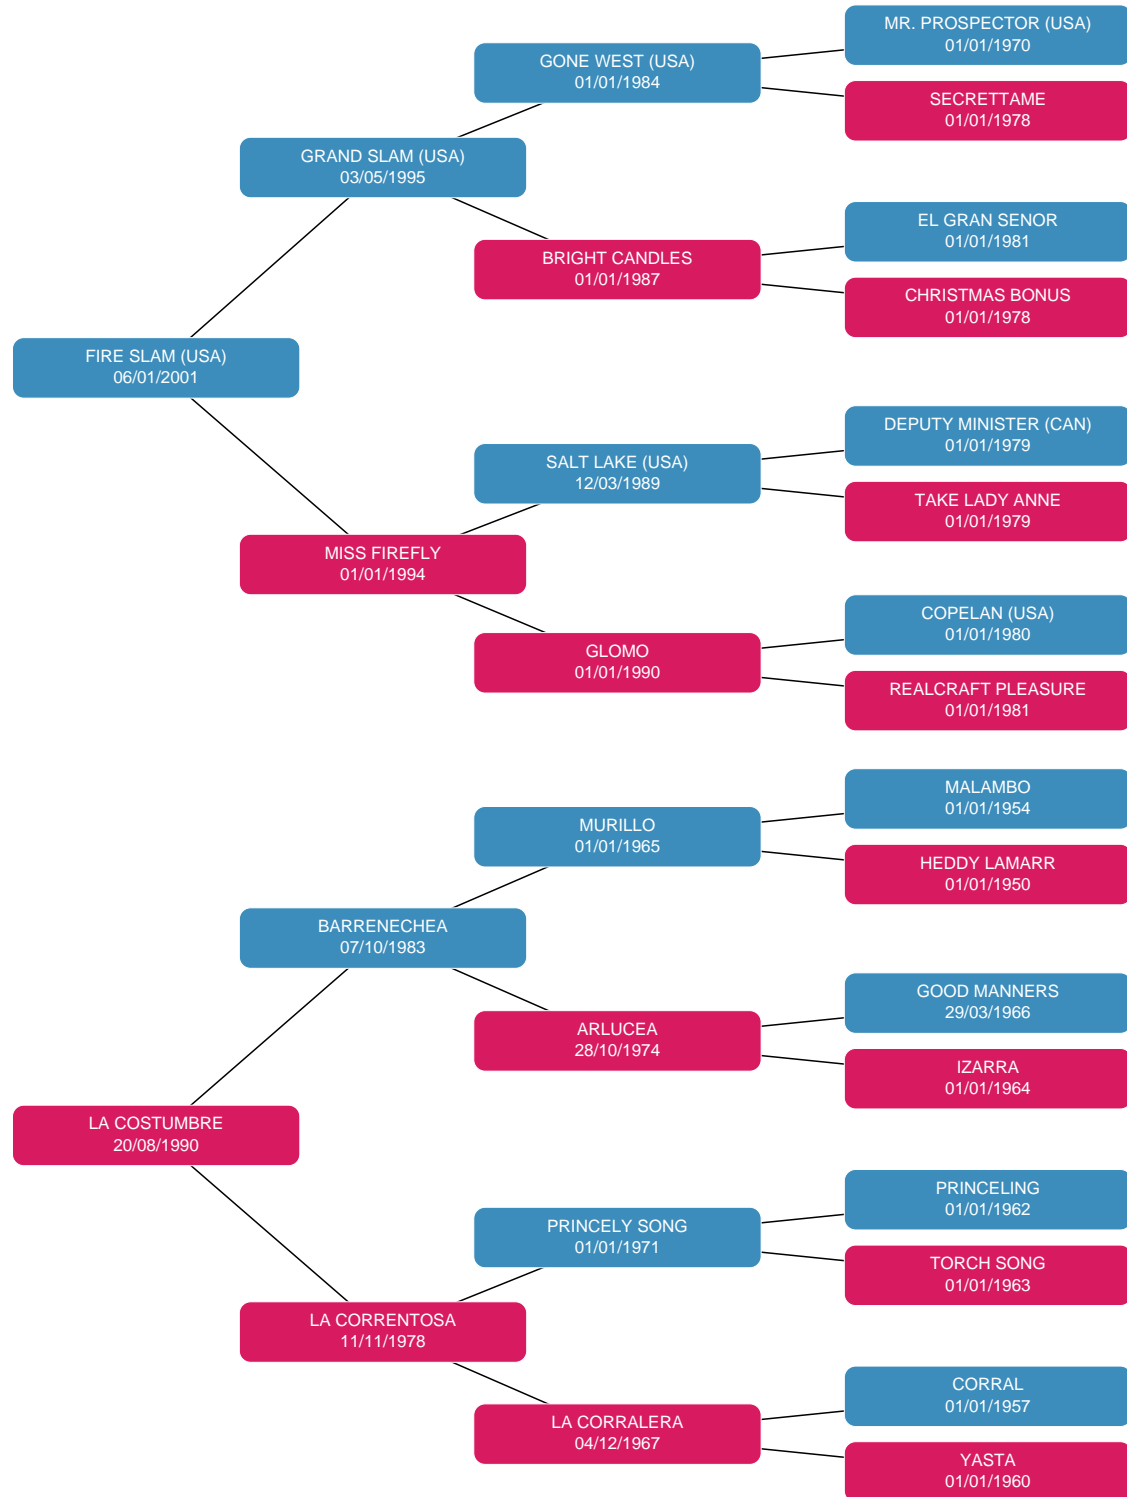 MR. PROSPECTOR (USA)
01/01/1970
GONE WEST (USA)
01/01/1984
SECRETTAME
01/01/1978
GRAND SLAM (USA)
03/05/1995
EL GRAN SENOR
01/01/1981
BRIGHT CANDLES
01/01/1987
CHRISTMAS BONUS
01/01/1978
FIRE SLAM (USA)
06/01/2001
DEPUTY MINISTER (CAN)
01/01/1979
SALT LAKE (USA)
12/03/1989
TAKE LADY ANNE
01/01/1979
MISS FIREFLY
01/01/1994
COPELAN (USA)
01/01/1980
GLOMO
01/01/1990
REALCRAFT PLEASURE
01/01/1981
MALAMBO
01/01/1954
MURILLO
01/01/1965
HEDDY LAMARR
01/01/1950
BARRENECHEA
07/10/1983
GOOD MANNERS
29/03/1966
ARLUCEA
28/10/1974
IZARRA
01/01/1964
LA COSTUMBRE
20/08/1990
PRINCELING
01/01/1962
PRINCELY SONG
01/01/1971
TORCH SONG
01/01/1963
LA CORRENTOSA
11/11/1978
CORRAL
01/01/1957
LA CORRALERA
04/12/1967
YASTA
01/01/1960